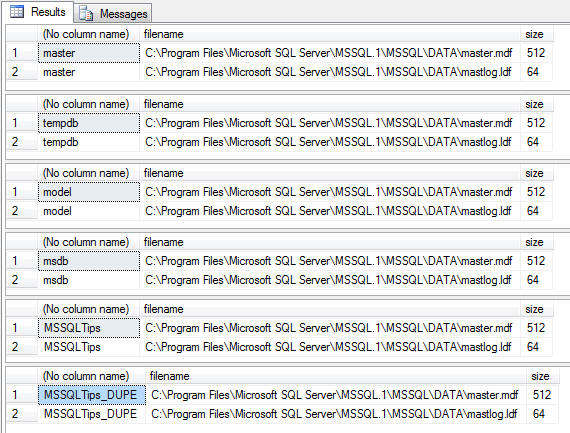 Results Messages
(No column name) filename size
1 master C:\Program Files\Microsoft SQL Server\MSSQL.1\MSSQL\DATA\master.mdf 512
2 master C:\Program Files\Microsoft SQL Server\MSSQL.1\MSSQL\DATA\mastlog.ldf 64
(No column name) filename size
1 tempdb C:\Program Files\Microsoft SQL Server\MSSQL.1\MSSQL\DATA\master.mdf 512
2 tempdb C:\Program Files\Microsoft SQL Server\MSSQL.1\MSSQL\DATA\mastlog.ldf 64
(No column name) filename size
1 model C:\Program Files\Microsoft SQL Server\MSSQL.1\MSSQL\DATA\master.mdf 512
2 model C:\Program Files\Microsoft SQL Server\MSSQL.1\MSSQL\DATA\mastlog.ldf 64
(No column name) filename size
1 msdb C:\Program Files\Microsoft SQL Server\MSSQL.1\MSSQL\DATA\master.mdf 512
2 msdb C:\Program Files\Microsoft SQL Server\MSSQL.1\MSSQL\DATA\mastlog.ldf 64
(No column name) filename size
1 MSSQLTips C:\Program Files\Microsoft SQL Server\MSSQL.1\MSSQL\DATA\master.mdf 512
2 MSSQLTips C:\Program Files\Microsoft SQL Server\MSSQL.1\MSSQL\DATA\mastlog.ldf 64
(No column name) filename size
1 MSSQLTips_DUPE C:\Program Files\Microsoft SQL Server\MSSQL.1\MSSQL\DATA\master.mdf 512
2 MSSQLTips_DUPE C:\Program Files\Microsoft SQL Server\MSSQL.1\MSSQL\DATA\mastlog.ldf 64